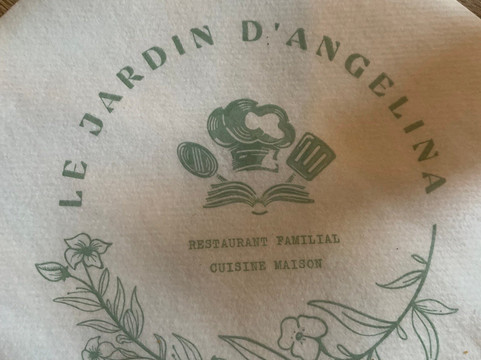 LE JARDIN D'ANGELINA
RESTAURANT FAMILIAL
CUISINE MAISON